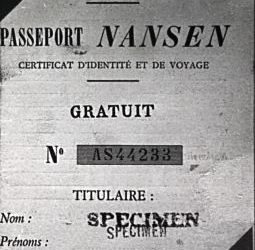 PASSEPORT NANSEN
CERTIFICAT D'IDENTITÉ ET DE VOYAGE
GRATUIT
Nº AS44233
TITULAIRE :
Nom : SPECIMEN
SPECIMEN
Prénoms :